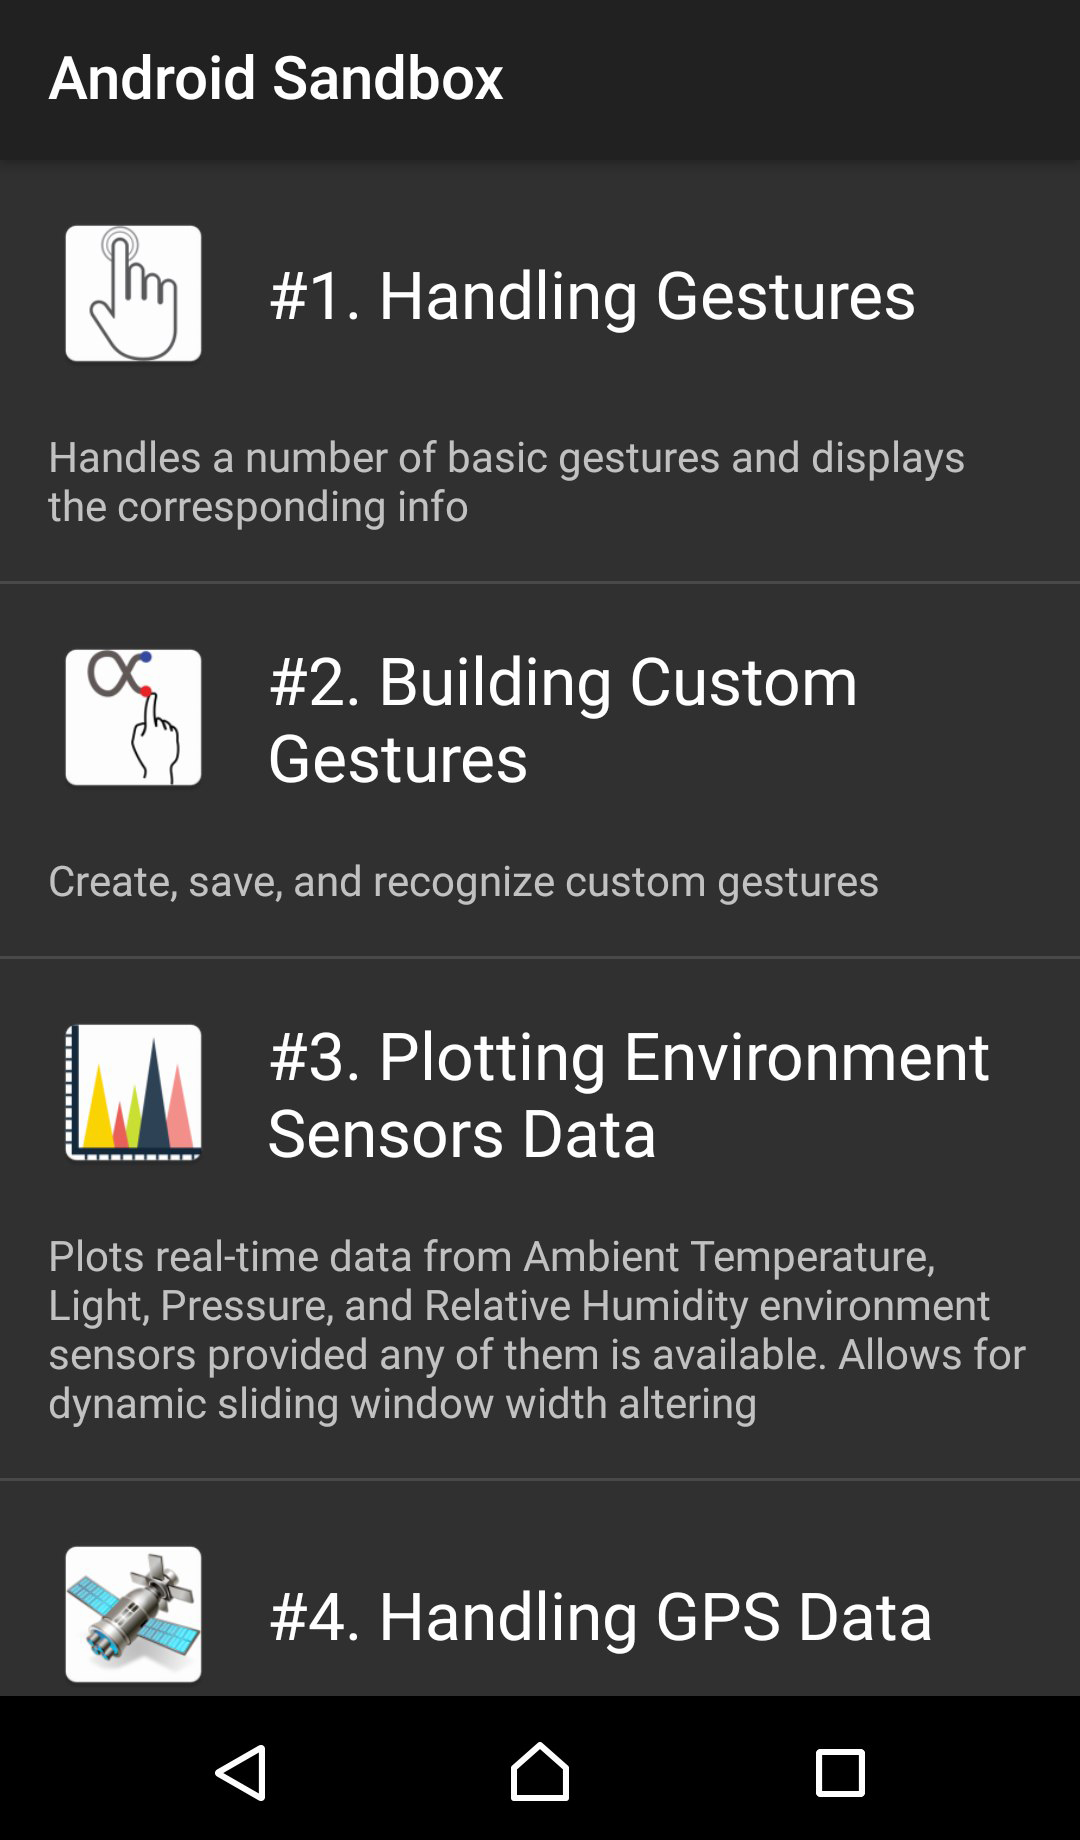 Android Sandbox
#1. Handling Gestures
Handles a number of basic gestures and displays
the corresponding info
#2. Building Custom
Gestures
Create, save, and recognize custom gestures
#3. Plotting Environment
Sensors Data
Plots real-time data from Ambient Temperature,
Light, Pressure, and Relative Humidity environment
sensors provided any of them is available. Allows for
dynamic sliding window width altering
#4. Handling GPS Data